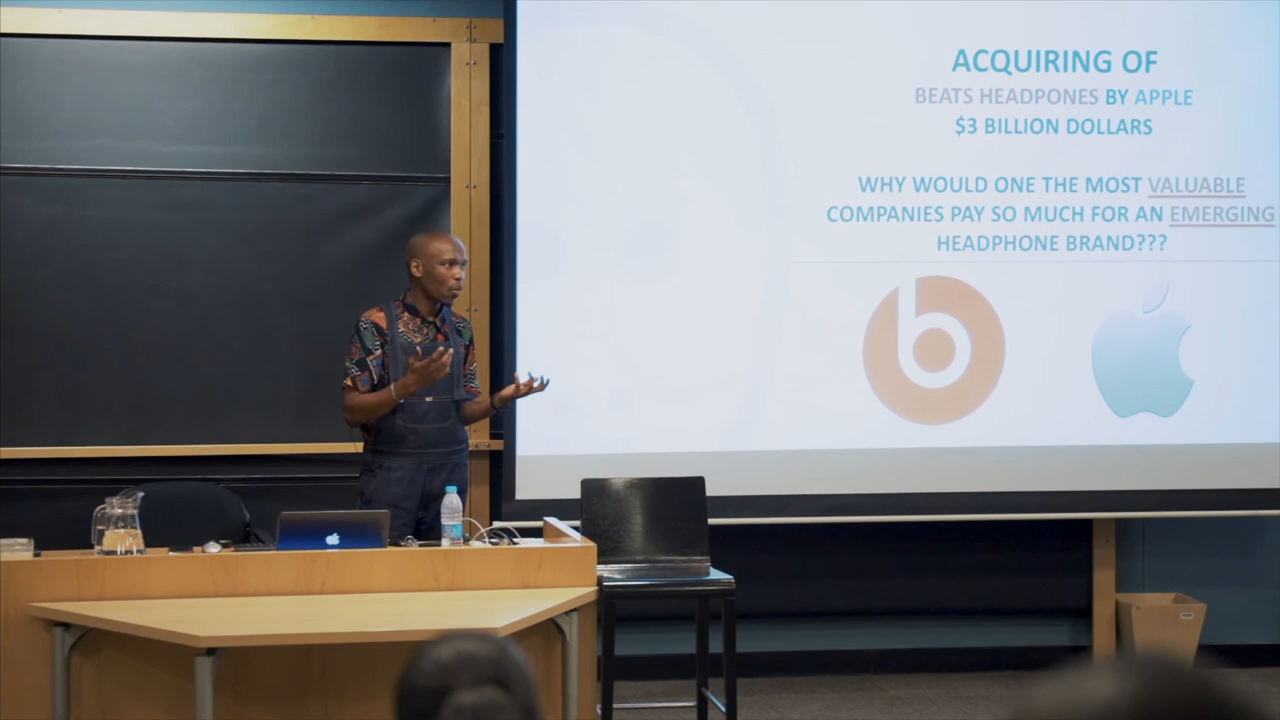 ACQUIRING OF
BEATS HEADPONES BY APPLE
$3 BILLION DOLLARS
WHY WOULD ONE THE MOST VALUABLE
COMPANIES PAY SO MUCH FOR AN EMERGING
HEADPHONE BRAND???